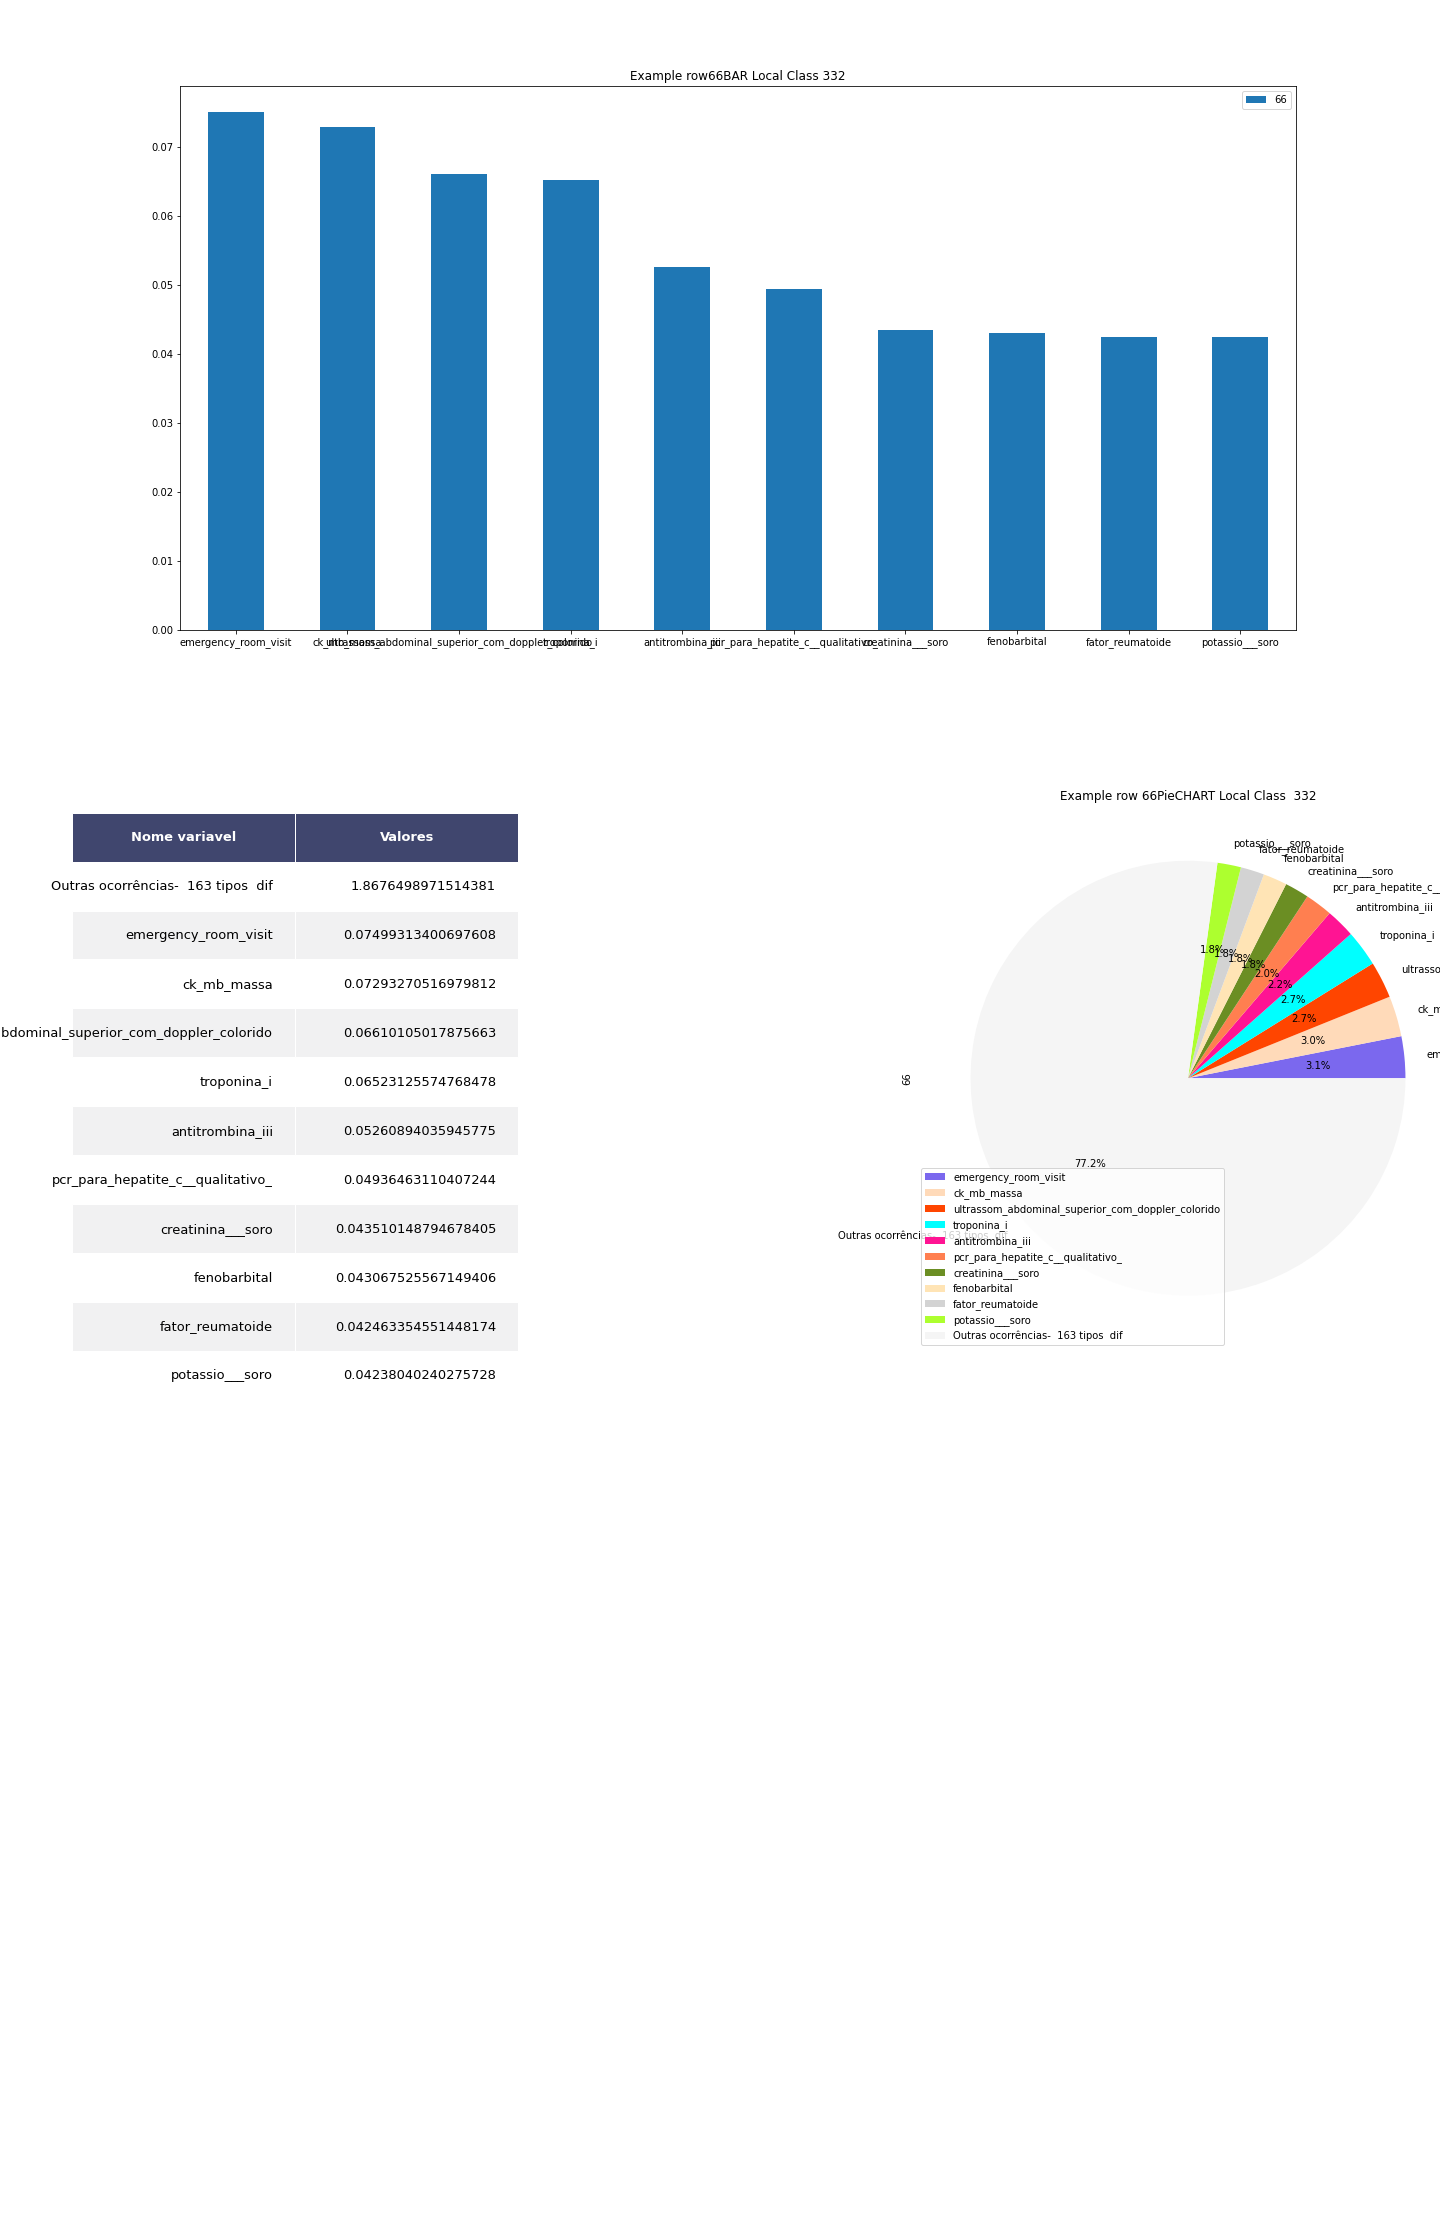 Example row66BAR Local Class 332
66
0.07
0.06
0.05
0.04
0.03
0.02
0.01
0.00
emergency_room_visit
ck_mb_massa
ultrassom_abdominal_superior_com_doppler_colorido
troponina_i
antitrombina_iii
pcr_para_hepatite_c__qualitativo_
creatinina___soro
fenobarbital
fator_reumatoide
potassio___soro
Nome variavel Valores
Outras ocorrências-  163 tipos  dif 1.8676498971514381
emergency_room_visit 0.07499313400697608
ck_mb_massa 0.07293270516979812
bdominal_superior_com_doppler_colorido 0.06610105017875663
troponina_i 0.06523125574768478
antitrombina_iii 0.05260894035945775
pcr_para_hepatite_c__qualitativo_ 0.04936463110407244
creatinina___soro 0.043510148794678405
fenobarbital 0.043067525567149406
fator_reumatoide 0.042463354551448174
potassio___soro 0.04238040240275728
Example row 66PieCHART Local Class  332
potassio___soro
fator_reumatoide
fenobarbital
creatinina___soro
pcr_para_hepatite_c__
antitrombina_iii
troponina_i
ultrasso
ck_m
em
1.8%
1.8%
1.8%
1.8%
2.0%
2.2%
2.7%
2.7%
3.0%
3.1%
66
77.2%
Outras ocorrências-  163 tipos  dif
emergency_room_visit
ck_mb_massa
ultrassom_abdominal_superior_com_doppler_colorido
troponina_i
antitrombina_iii
pcr_para_hepatite_c__qualitativo_
creatinina___soro
fenobarbital
fator_reumatoide
potassio___soro
Outras ocorrências-  163 tipos  dif